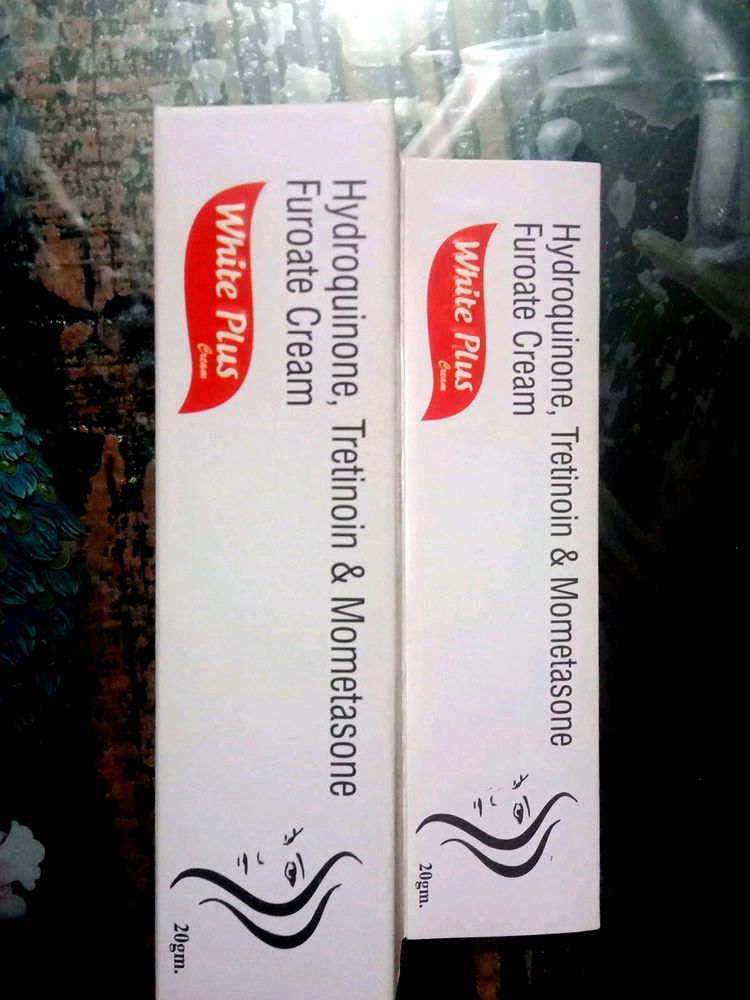 Hydroquinone, Tretinoin & Mometasone
Furoate Cream
White Plus
Cream
20gm.
Hydroquinone, Tretinoin & Mometasone
Furoate Cream
White Plus
Cream
20gm.